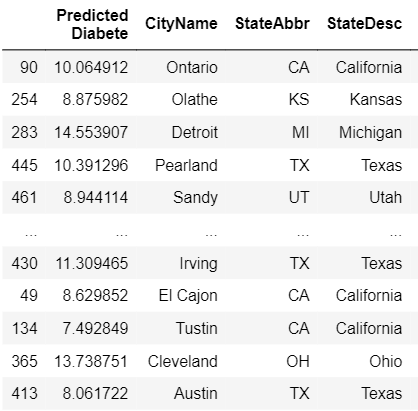 Predicted
Diabete CityName StateAbbr StateDesc
90 10.064912 Ontario CA California
254 8.875982 Olathe KS Kansas
283 14.553907 Detroit MI Michigan
445 10.391296 Pearland TX Texas
461 8.944114 Sandy UT Utah
... ... ... ... ...
430 11.309465 Irving TX Texas
49 8.629852 El Cajon CA California
134 7.492849 Tustin CA California
365 13.738751 Cleveland OH Ohio
413 8.061722 Austin TX Texas